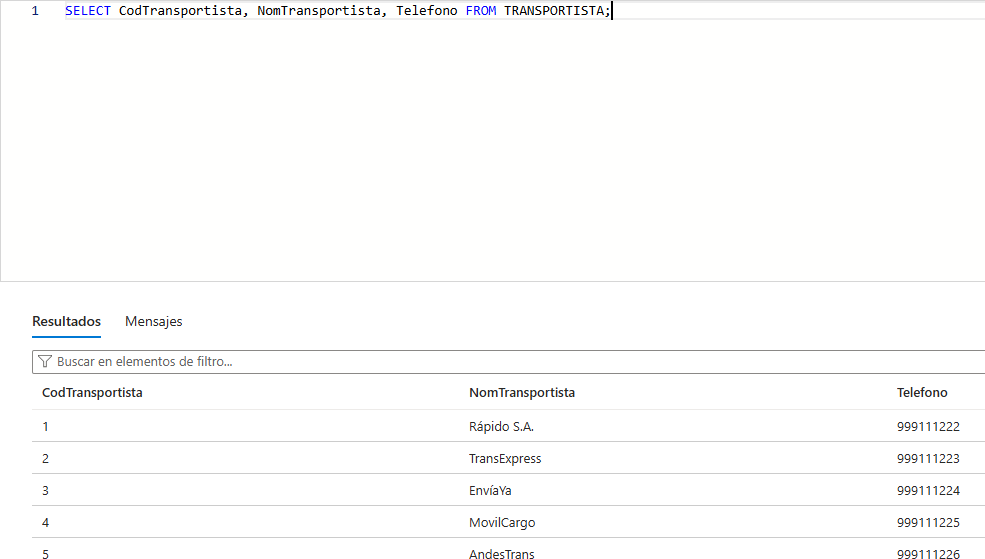 1 SELECT CodTransportista, NomTransportista, Telefono FROM TRANSPORTISTA;
Resultados Mensajes
Buscar en elementos de filtro...
CodTransportista NomTransportista Telefono
1 Rápido S.A. 999111222
2 TransExpress 999111223
3 EnvíaYa 999111224
4 MovilCargo 999111225
5 AndesTrans 999111226